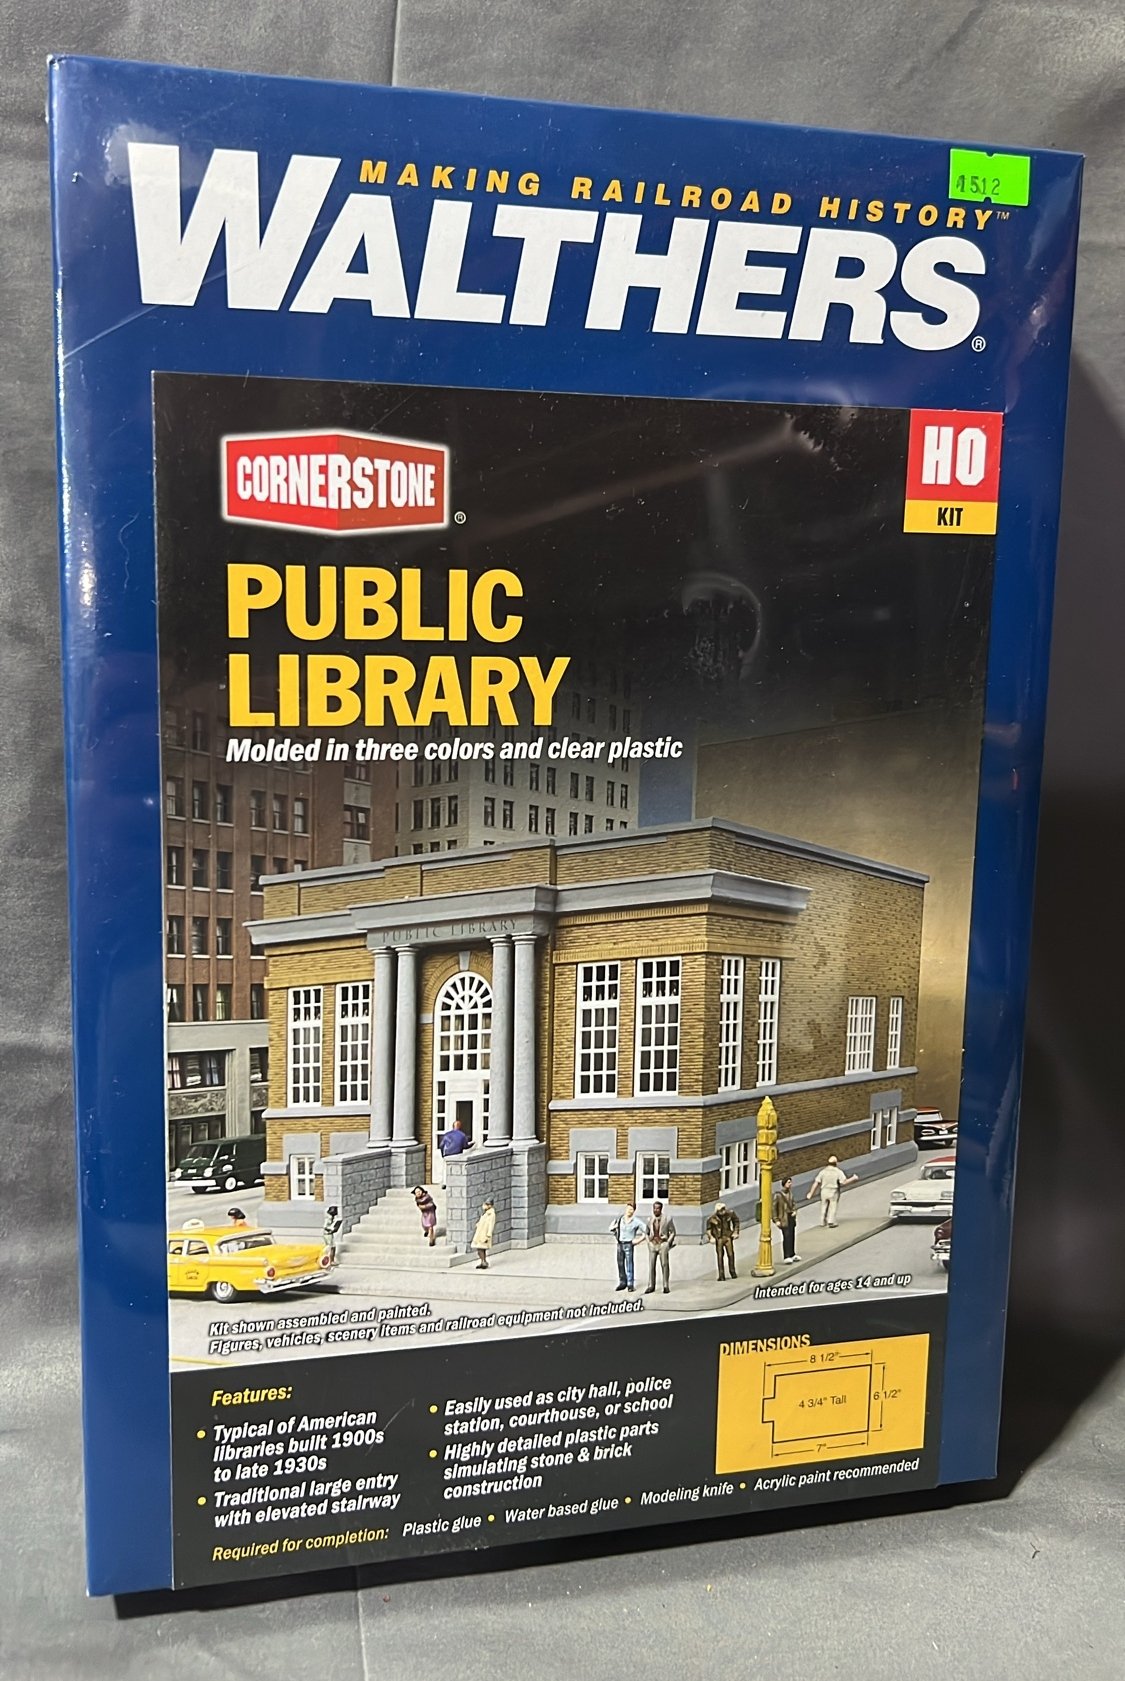 MAKING RAILROAD HISTORY™
1512
WALTHERS®
CORNERSTONE®
HO
KIT
PUBLIC
LIBRARY
Molded in three colors and clear plastic
PUBLIC LIBRARY
Intended for ages 14 and up
Kit shown assembled and painted.
Figures, vehicles, scenery items and railroad equipment not included.
Features:
• Typical of American
libraries built 1900s
to late 1930s
• Traditional large entry
with elevated stairway
• Easily used as city hall, police
station, courthouse, or school
• Highly detailed plastic parts
simulating stone & brick
construction
DIMENSIONS
8 1/2"
4 3/4" Tall
6 1/2"
7"
Required for completion: Plastic glue • Water based glue • Modeling knife • Acrylic paint recommended